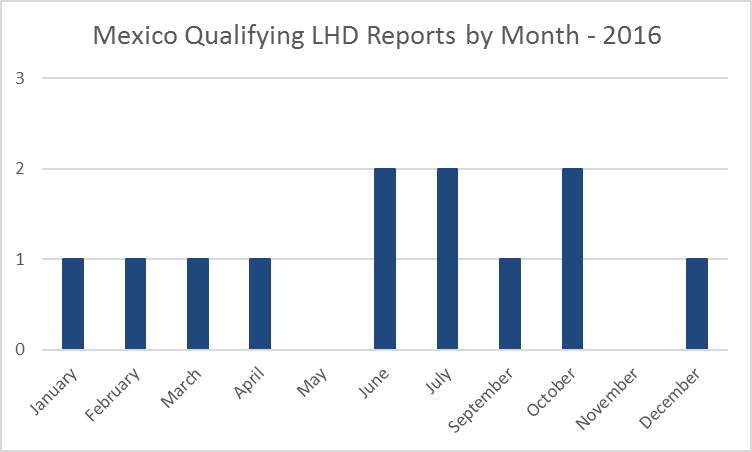 Mexico Qualifying LHD Reports by Month - 2016
3
2
1
0
January
February
March
April
May
June
July
September
October
November
December